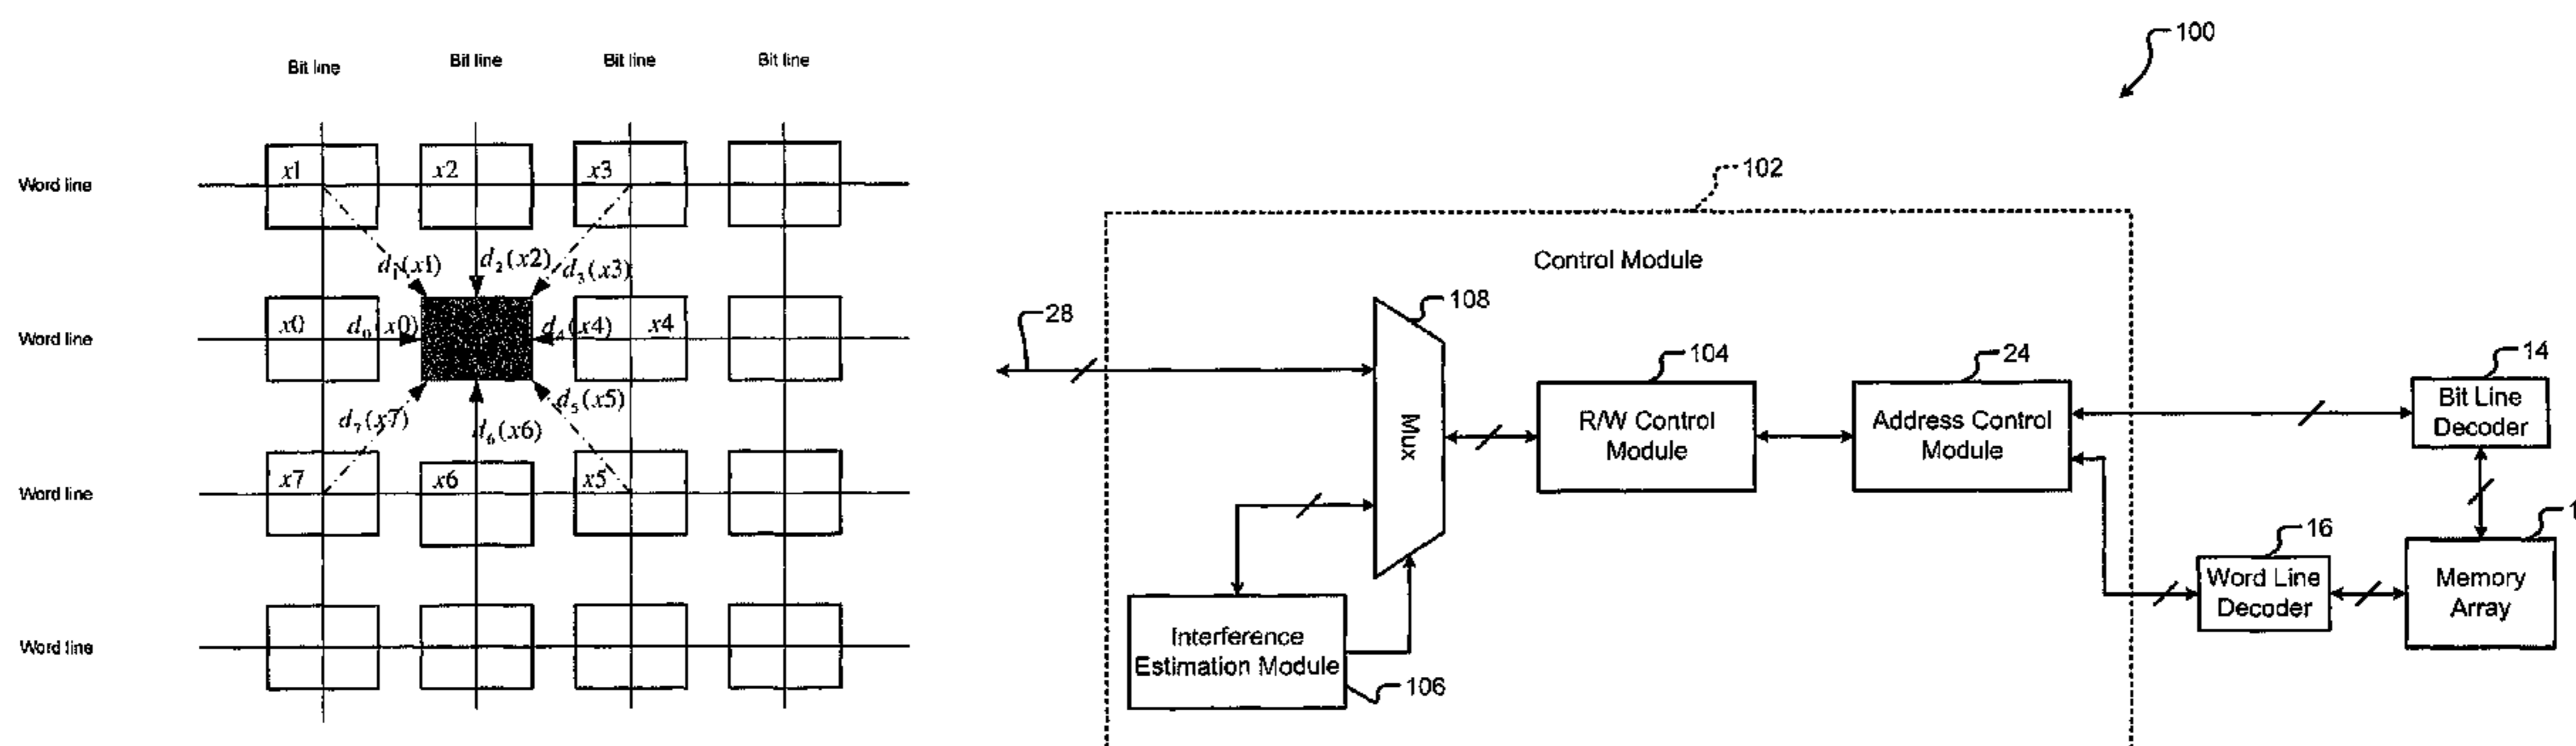 Bit line
Bit line
Bit line
Bit line
Word line
x1
x2
x3
d1(x1)
d2(x2)
d3(x3)
Word line
x0
d0(x0)
d4(x4)
x4
d7(x7)
d6(x6)
d5(x5)
Word line
x7
x6
x5
Word line
100
102
Control Module
28
108
Mux
104
R/W Control
Module
24
Address Control
Module
14
Bit Line
Decoder
16
Word Line
Decoder
Memory
Array
Interference
Estimation Module
106